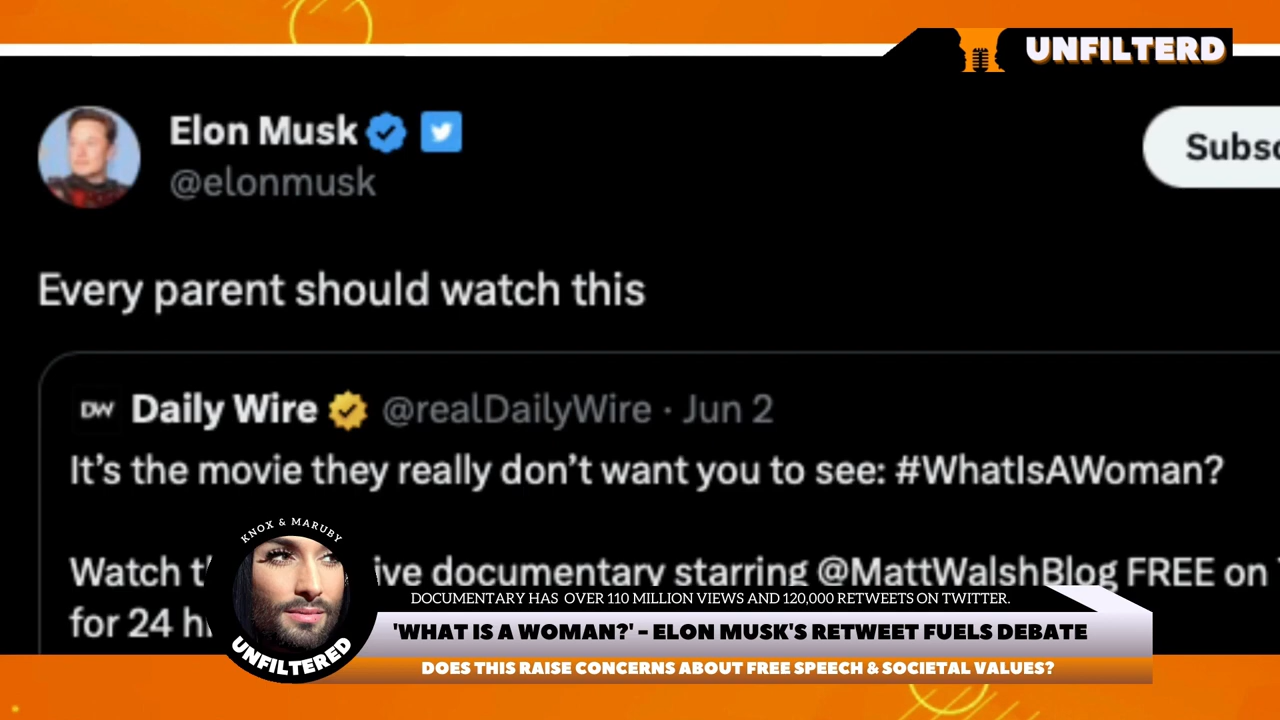 UNFILTERD
Elon Musk
@elonmusk
Every parent should watch this
DW Daily Wire @realDailyWire · Jun 2
It's the movie they really don't want you to see: #WhatIsAWoman?
Watch documentary starring @MattWalshBlog FREE on
for 24
KNOX & MARUBY
UNFILTERED
DOCUMENTARY HAS OVER 110 MILLION VIEWS AND 120,000 RETWEETS ON TWITTER.
'WHAT IS A WOMAN?' - ELON MUSK'S RETWEET FUELS DEBATE
DOES THIS RAISE CONCERNS ABOUT FREE SPEECH & SOCIETAL VALUES?